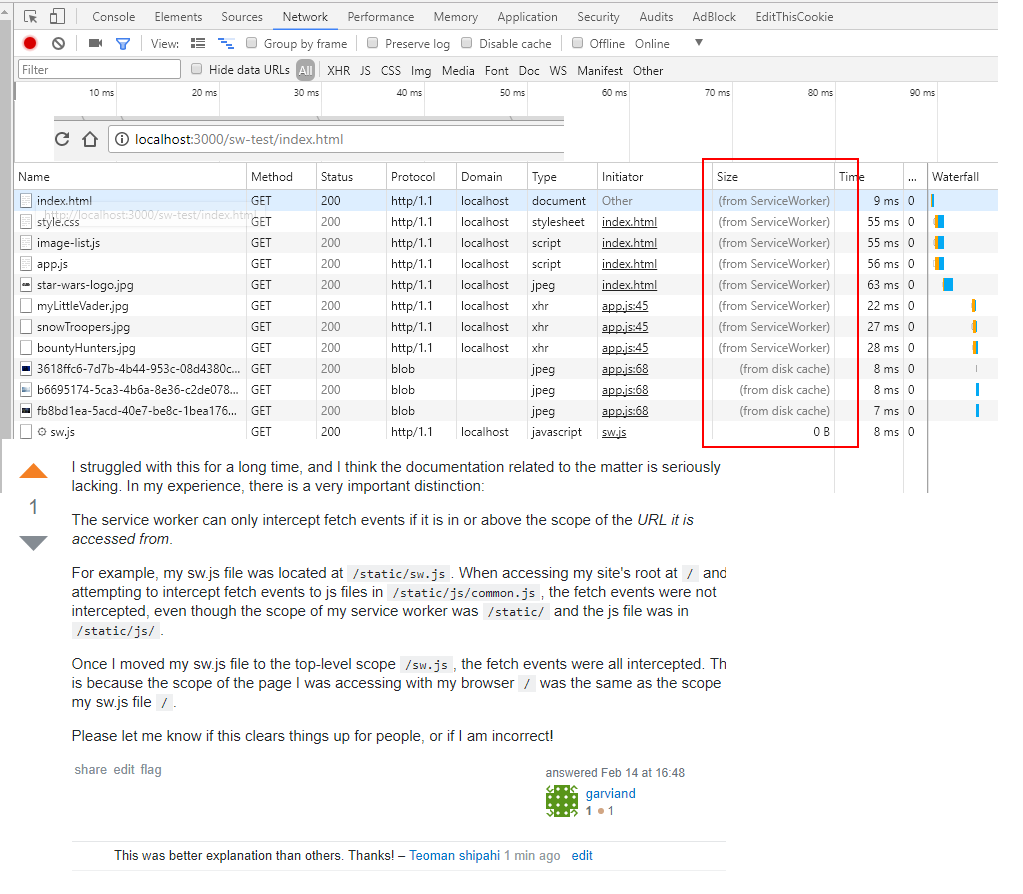 Console Elements Sources Network Performance Memory Application Security Audits AdBlock EditThisCookie
View: Group by frame Preserve log Disable cache Offline Online
Filter Hide data URLs All XHR JS CSS Img Media Font Doc WS Manifest Other
10 ms 20 ms 30 ms 40 ms 50 ms 60 ms 70 ms 80 ms 90 ms
localhost:3000/sw-test/index.html
Name Method Status Protocol Domain Type Initiator Size Time ... Waterfall
index.html GET 200 http/1.1 localhost document Other (from ServiceWorker) 9 ms 0
http://localhost:3000/sw-test/index.html
style.css GET 200 http/1.1 localhost stylesheet index.html (from ServiceWorker) 55 ms 0
image-list.js GET 200 http/1.1 localhost script index.html (from ServiceWorker) 55 ms 0
app.js GET 200 http/1.1 localhost script index.html (from ServiceWorker) 56 ms 0
star-wars-logo.jpg GET 200 http/1.1 localhost jpeg index.html (from ServiceWorker) 63 ms 0
myLittleVader.jpg GET 200 http/1.1 localhost xhr app.js:45 (from ServiceWorker) 22 ms 0
snowTroopers.jpg GET 200 http/1.1 localhost xhr app.js:45 (from ServiceWorker) 27 ms 0
bountyHunters.jpg GET 200 http/1.1 localhost xhr app.js:45 (from ServiceWorker) 28 ms 0
3618ffc6-7d7b-4b44-953c-08d4380c... GET 200 blob jpeg app.js:68 (from disk cache) 8 ms 0
b6695174-5ca3-4b6a-8e36-c2de078... GET 200 blob jpeg app.js:68 (from disk cache) 8 ms 0
fb8bd1ea-5acd-40e7-be8c-1bea176... GET 200 blob jpeg app.js:68 (from disk cache) 7 ms 0
sw.js GET 200 http/1.1 localhost javascript sw.js 0 B 8 ms 0
I struggled with this for a long time, and I think the documentation related to the matter is seriously
lacking. In my experience, there is a very important distinction:
1
The service worker can only intercept fetch events if it is in or above the scope of the URL it is
accessed from.
For example, my sw.js file was located at /static/sw.js. When accessing my site's root at / and
attempting to intercept fetch events to js files in /static/js/common.js, the fetch events were not
intercepted, even though the scope of my service worker was /static/ and the js file was in
/static/js/.
Once I moved my sw.js file to the top-level scope /sw.js, the fetch events were all intercepted. Th
is because the scope of the page I was accessing with my browser / was the same as the scope
my sw.js file /.
Please let me know if this clears things up for people, or if I am incorrect!
share edit flag
answered Feb 14 at 16:48
garviand
1 ● 1
This was better explanation than others. Thanks! – Teoman shipahi 1 min ago edit